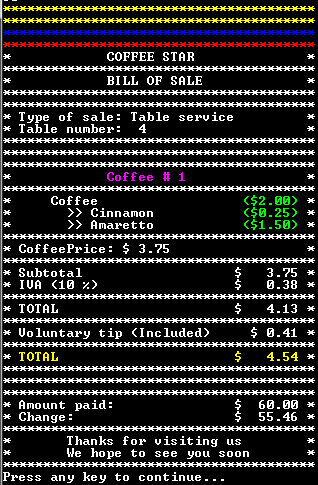 COFFEE STAR
BILL OF SALE
* Type of sale: Table service *
* Table number: 4 *
* Coffee # 1 *
* Coffee ($2.00) *
* >> Cinnamon ($0.25) *
* >> Amaretto ($1.50) *
* CoffeePrice: $ 3.75 *
* Subtotal $ 3.75 *
* IVA (10 %) $ 0.38 *
* TOTAL $ 4.13 *
* Voluntary tip (Included) $ 0.41 *
* TOTAL $ 4.54 *
* Amount paid: $ 60.00 *
* Change: $ 55.46 *
* Thanks for visiting us *
* We hope to see you soon *
Press any key to continue...